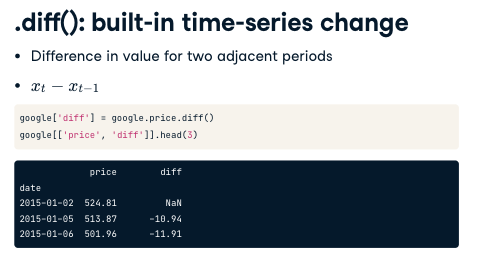 .diff(): built-in time-series change
• Difference in value for two adjacent periods
• xₜ − xₜ₋₁
google['diff'] = google.price.diff()
google[['price', 'diff']].head(3)
price diff
date
2015-01-02 524.81 NaN
2015-01-05 513.87 -10.94
2015-01-06 501.96 -11.91